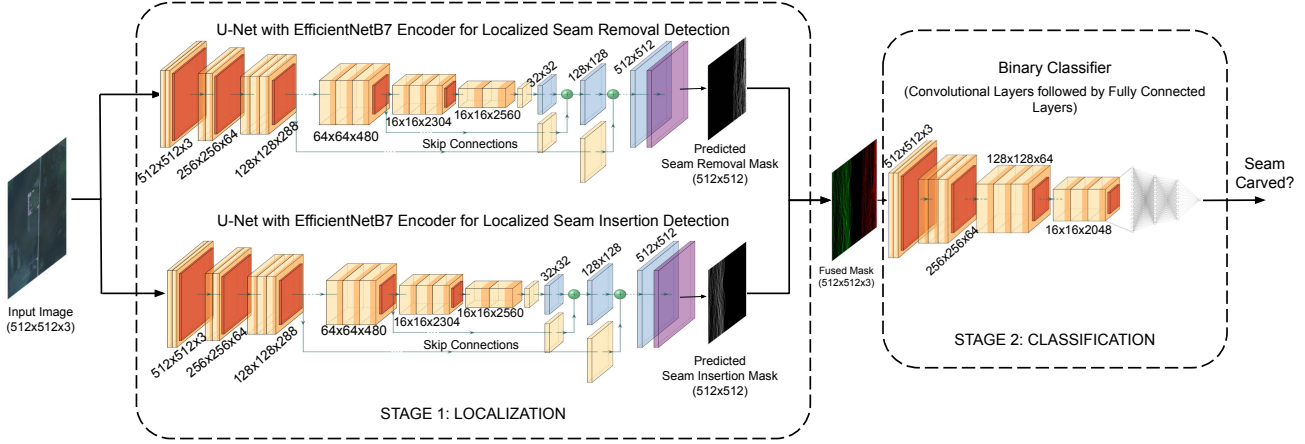 Input Image
(512x512x3)
U-Net with EfficientNetB7 Encoder for Localized Seam Removal Detection
512x512x3
256x256x64
128x128x288
64x64x480
16x16x2304
16x16x2560
32x32
128x128
512x512
Skip Connections
Predicted
Seam Removal Mask
(512x512)
U-Net with EfficientNetB7 Encoder for Localized Seam Insertion Detection
512x512x3
256x256x64
128x128x288
64x64x480
16x16x2304
16x16x2560
32x32
128x128
512x512
Skip Connections
Predicted
Seam Insertion Mask
(512x512)
STAGE 1: LOCALIZATION
Fused Mask
(512x512x3)
Binary Classifier
(Convolutional Layers followed by Fully Connected
Layers)
512x512x3
256x256x64
128x128x64
16x16x2048
STAGE 2: CLASSIFICATION
Seam
Carved?